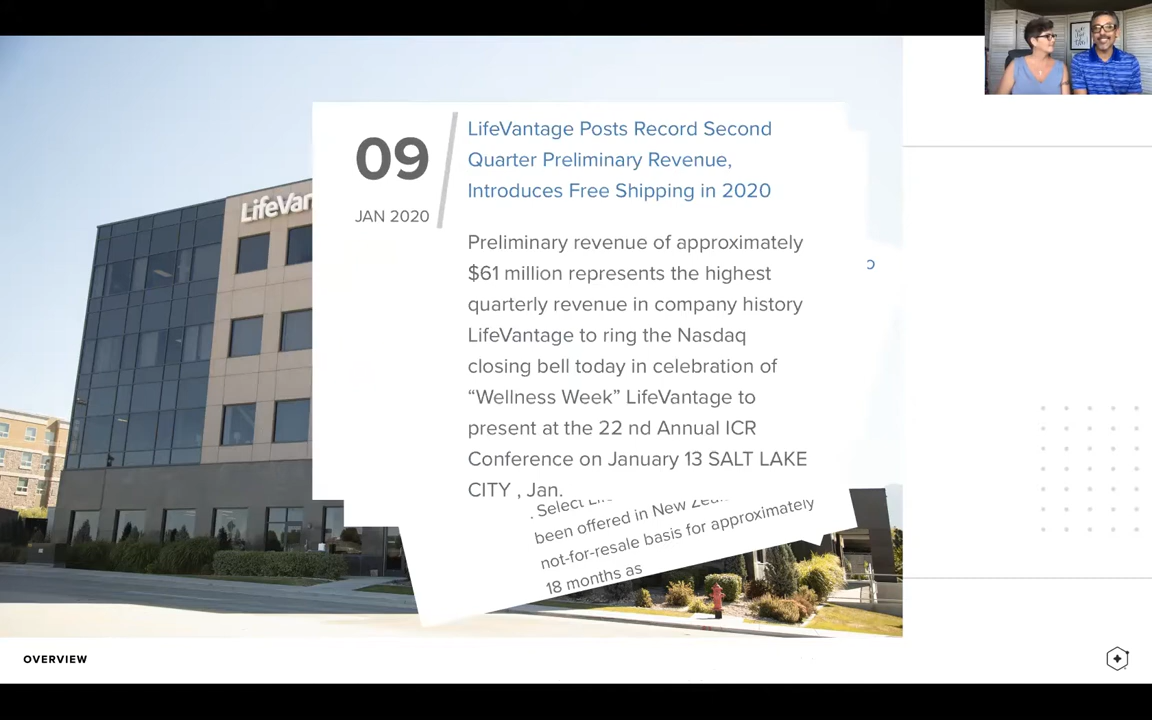 LifeVan
09
JAN 2020
LifeVantage Posts Record Second
Quarter Preliminary Revenue,
Introduces Free Shipping in 2020
Preliminary revenue of approximately
$61 million represents the highest
quarterly revenue in company history
LifeVantage to ring the Nasdaq
closing bell today in celebration of
“Wellness Week” LifeVantage to
present at the 22 nd Annual ICR
Conference on January 13 SALT LAKE
CITY , Jan.
o
. Select
been offered in New
not-for-resale basis for approximately
18 months as
OVERVIEW